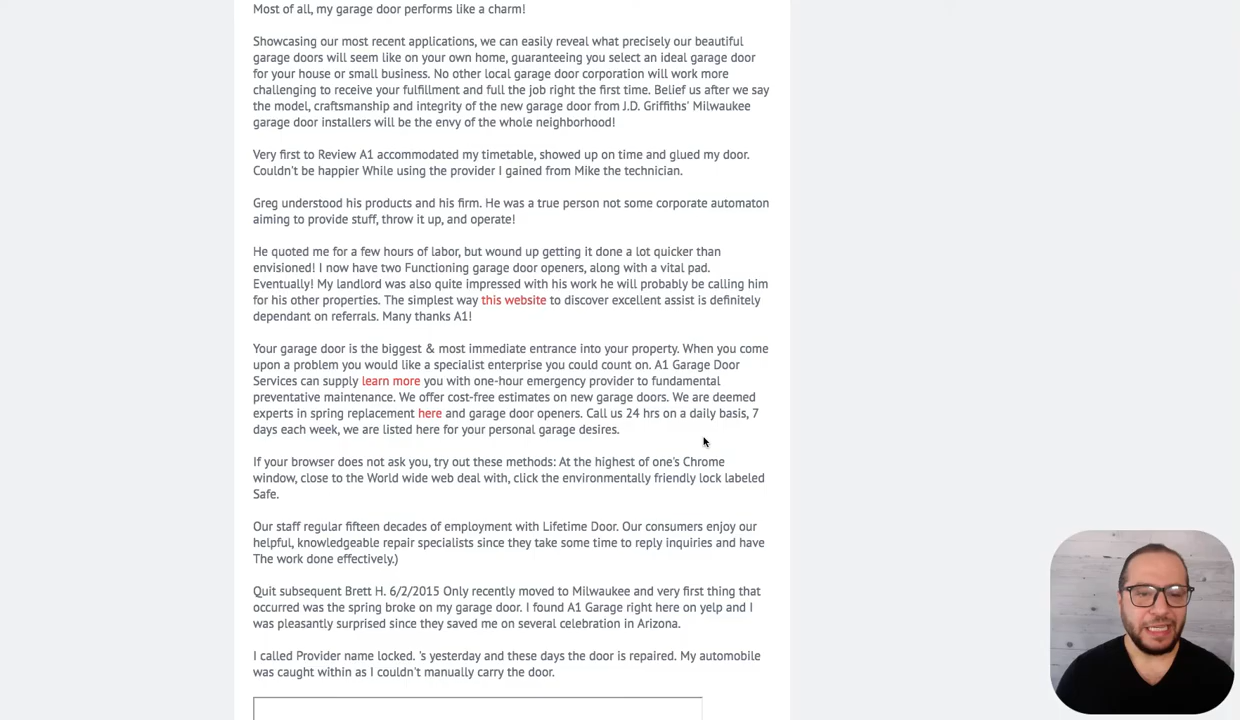 Most of all, my garage door performs like a charm!
Showcasing our most recent applications, we can easily reveal what precisely our beautiful
garage doors will seem like on your own home, guaranteeing you select an ideal garage door
for your house or small business. No other local garage door corporation will work more
challenging to receive your fulfillment and full the job right the first time. Belief us after we say
the model, craftsmanship and integrity of the new garage door from J.D. Griffiths' Milwaukee
garage door installers will be the envy of the whole neighborhood!
Very first to Review A1 accommodated my timetable, showed up on time and glued my door.
Couldn't be happier While using the provider I gained from Mike the technician.
Greg understood his products and his firm. He was a true person not some corporate automaton
aiming to provide stuff, throw it up, and operate!
He quoted me for a few hours of labor, but wound up getting it done a lot quicker than
envisioned! I now have two Functioning garage door openers, along with a vital pad.
Eventually! My landlord was also quite impressed with his work he will probably be calling him
for his other properties. The simplest way this website to discover excellent assist is definitely
dependant on referrals. Many thanks A1!
Your garage door is the biggest & most immediate entrance into your property. When you come
upon a problem you would like a specialist enterprise you could count on. A1 Garage Door
Services can supply learn more you with one-hour emergency provider to fundamental
preventative maintenance. We offer cost-free estimates on new garage doors. We are deemed
experts in spring replacement here and garage door openers. Call us 24 hrs on a daily basis, 7
days each week, we are listed here for your personal garage desires.
If your browser does not ask you, try out these methods: At the highest of one's Chrome
window, close to the World wide web deal with, click the environmentally friendly lock labeled
Safe.
Our staff regular fifteen decades of employment with Lifetime Door. Our consumers enjoy our
helpful, knowledgeable repair specialists since they take some time to reply inquiries and have
The work done effectively.)
Quit subsequent Brett H. 6/2/2015 Only recently moved to Milwaukee and very first thing that
occurred was the spring broke on my garage door. I found A1 Garage right here on yelp and I
was pleasantly surprised since they saved me on several celebration in Arizona.
I called Provider name locked. 's yesterday and these days the door is repaired. My automobile
was caught within as I couldn't manually carry the door.